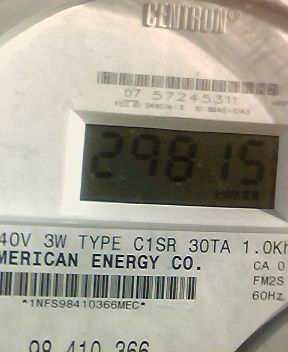 CENTRON®
07 57245311
29815
40V 3W TYPE C1SR 30TA 1.0Kh
MERICAN ENERGY CO.
CA 0
FM2S
*1NFS98410366MEC*
60Hz
98 410 366